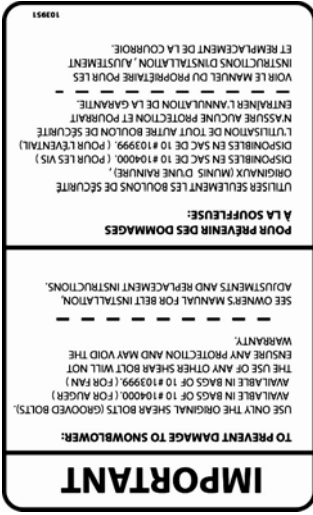 IMPORTANT
TO PREVENT DAMAGE TO SNOWBLOWER:
USE ONLY THE ORIGINAL SHEAR BOLTS (GROOVED BOLTS).
AVAILABLE IN BAGS OF 10 #104000. ( FOR AUGER )
AVAILABLE IN BAGS OF 10 #103999. ( FOR FAN )
THE USE OF ANY OTHER SHEAR BOLT WILL NOT
ENSURE ANY PROTECTION AND MAY VOID THE
WARRANTY.
SEE OWNER'S MANUAL FOR BELT INSTALLATION,
ADJUSTMENTS AND REPLACEMENT INSTRUCTIONS.
POUR PRÉVENIR DES DOMMAGES
À LA SOUFFLEUSE:
UTILISER SEULEMENT LES BOULONS DE SÉCURITÉ
ORIGINAUX (MUNIS D'UNE RAINURE) ,
DISPONIBLES EN SAC DE 10 #104000. ( POUR LES VIS )
DISPONIBLES EN SAC DE 10 #103999. ( POUR L'ÉVENTAIL)
L'UTILISATION DE TOUT AUTRE BOULON DE SÉCURITÉ
N'ASSURE AUCUNE PROTECTION ET POURRAIT
ENTRAÎNER L'ANNULATION DE LA GARANTIE.
VOIR LE MANUEL DU PROPRIÉTAIRE POUR LES
INSTRUCTIONS D'INSTALLATION , AJUSTEMENT
ET REMPLACEMENT DE LA COURROIE.
103951